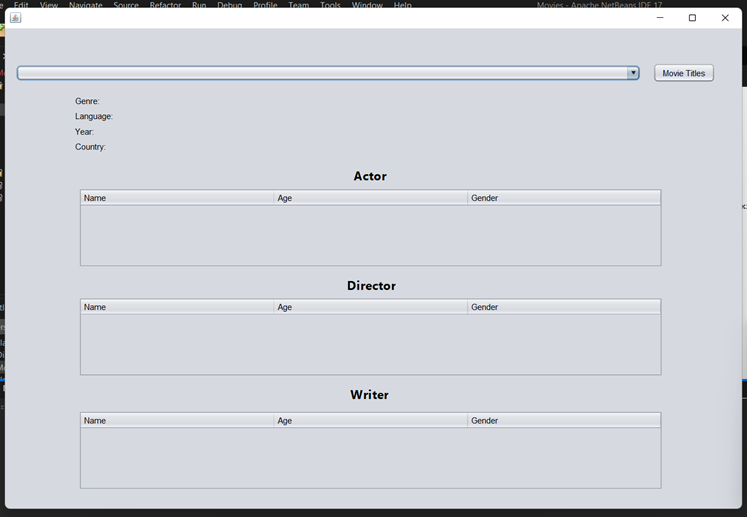 Edit View Navigate Source Refactor Run Debug Profile Team Tools Window Help Movies - Apache NetBeans IDE 17
Movie Titles
Genre:
Language:
Year:
Country:
Actor
Name Age Gender
Director
Name Age Gender
Writer
Name Age Gender